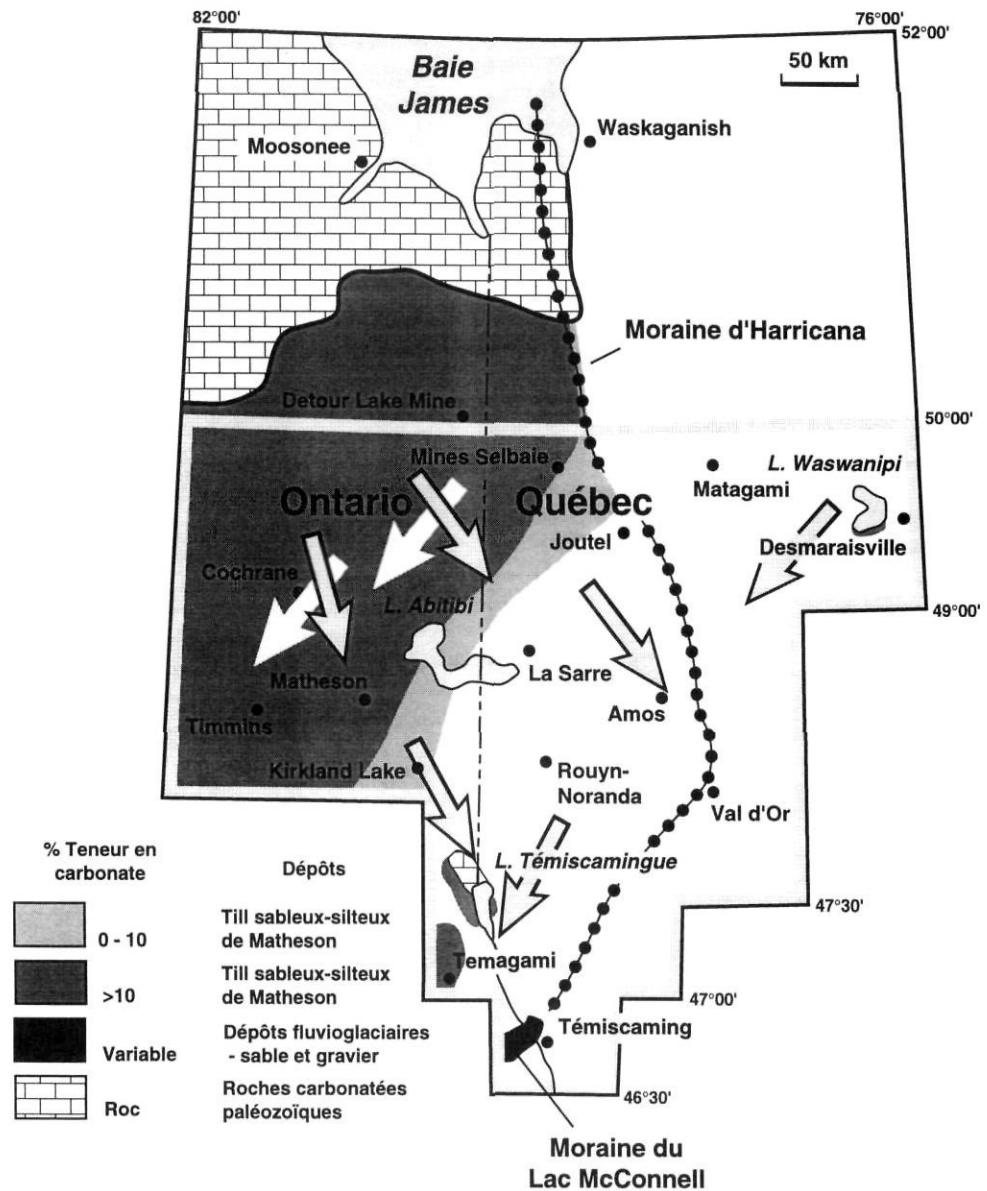 82°00'
76°00'
52°00'
50 km
Baie
James
Waskaganish
Moosonee
Moraine d'Harricana
Detour Lake Mine
50°00'
Mines Selbaie
L. Waswanipi
Matagami
Ontario
Québec
Joutel
Desmaraisville
Cochrane
L. Abitibi
49°00'
La Sarre
Matheson
Amos
Timmins
Kirkland Lake
Rouyn-
Noranda
Val d'Or
L. Témiscamingue
47°30'
Temagami
47°00'
Témiscaming
46°30'
Moraine du
Lac McConnell
% Teneur en
carbonate
Dépôts
0 - 10
Till sableux-silteux
de Matheson
>10
Till sableux-silteux
de Matheson
Variable
Dépôts fluvioglaciaires
- sable et gravier
Roc
Roches carbonatées
paléozoïques